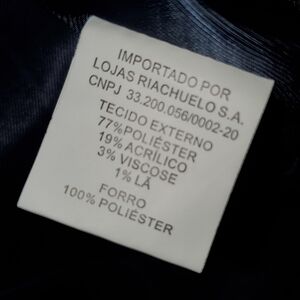 IMPORTADO POR
LOJAS RIACHUELO S.A.
CNPJ 33.200.056/0002-20
TECIDO EXTERNO
77%POLIÉSTER
19% ACRÍLICO
3% VISCOSE
1% LÃ
FORRO
100% POLIÉSTER